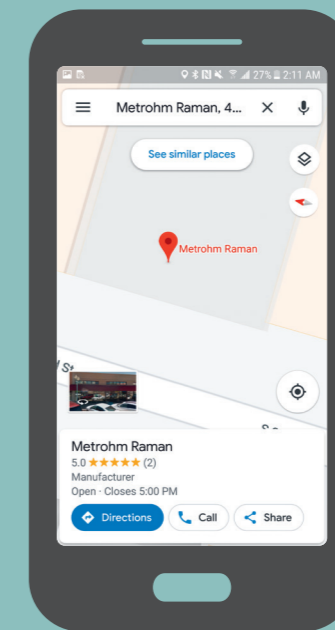 27% 2:11 AM
Metrohm Raman, 4...
See similar places
Metrohm Raman
St
Metrohm Raman
5.0 ★★★★★ (2)
Manufacturer
Open · Closes 5:00 PM
Directions
Call
Share